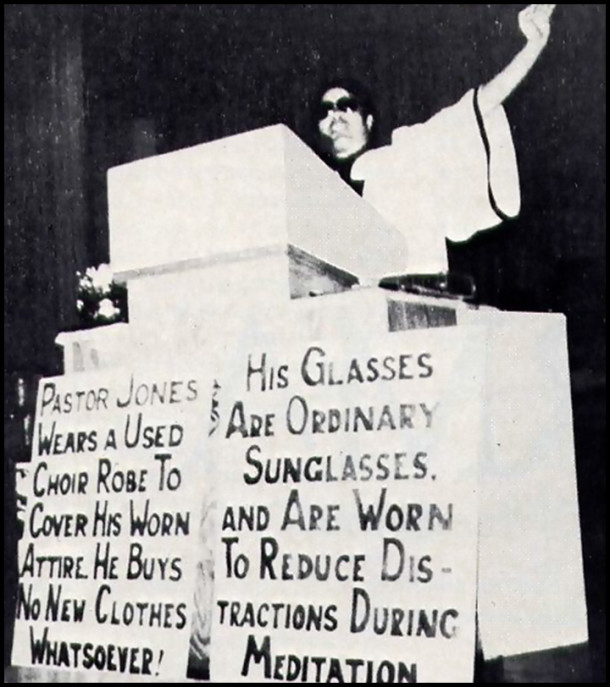 PASTOR JONES
WEARS A USED
CHOIR ROBE TO
COVER HIS WORN
ATTIRE. HE BUYS
NO NEW CLOTHES
WHATSOEVER!
HIS GLASSES
ARE ORDINARY
SUNGLASSES,
AND ARE WORN
TO REDUCE DIS-
TRACTIONS DURING
MEDITATION